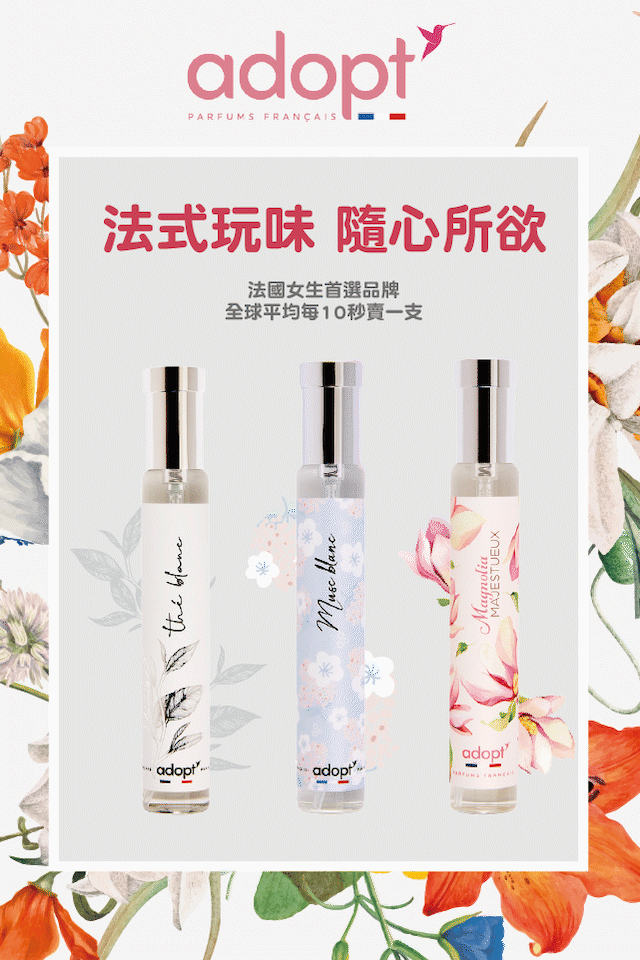 adopt'
PARFUMS FRANÇAIS
法式玩味 隨心所欲
法國女生首選品牌
全球平均每10秒賣一支
thé blanc
adopt'
Musc blanc
adopt'
Magnolia
MAJESTUEUX
adopt'
PARFUMS FRANÇAIS